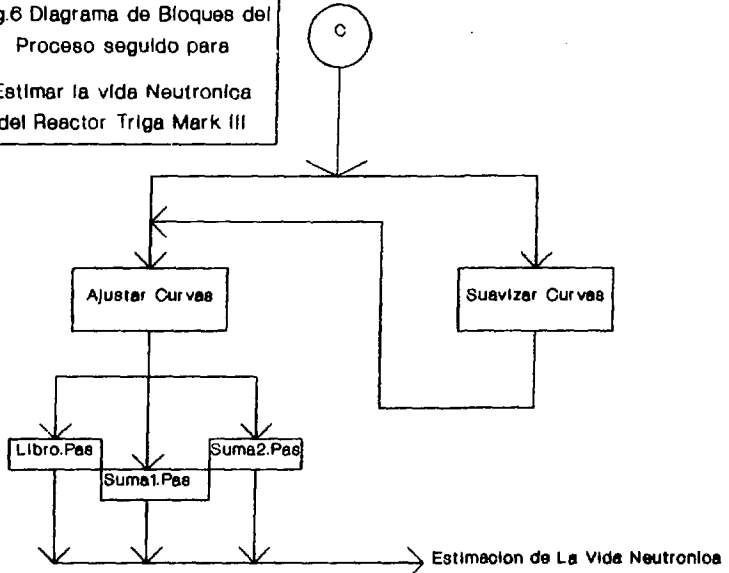 g.6 Diagrama de Bloques del
Proceso seguido para
Estimar la vida Neutronica
del Reactor Triga Mark III
C
Ajustar Curvas
Suavizar Curvas
Libro.Pas
Suma2.Pas
Suma1.Pas
Estimacion de La Vida Neutronica